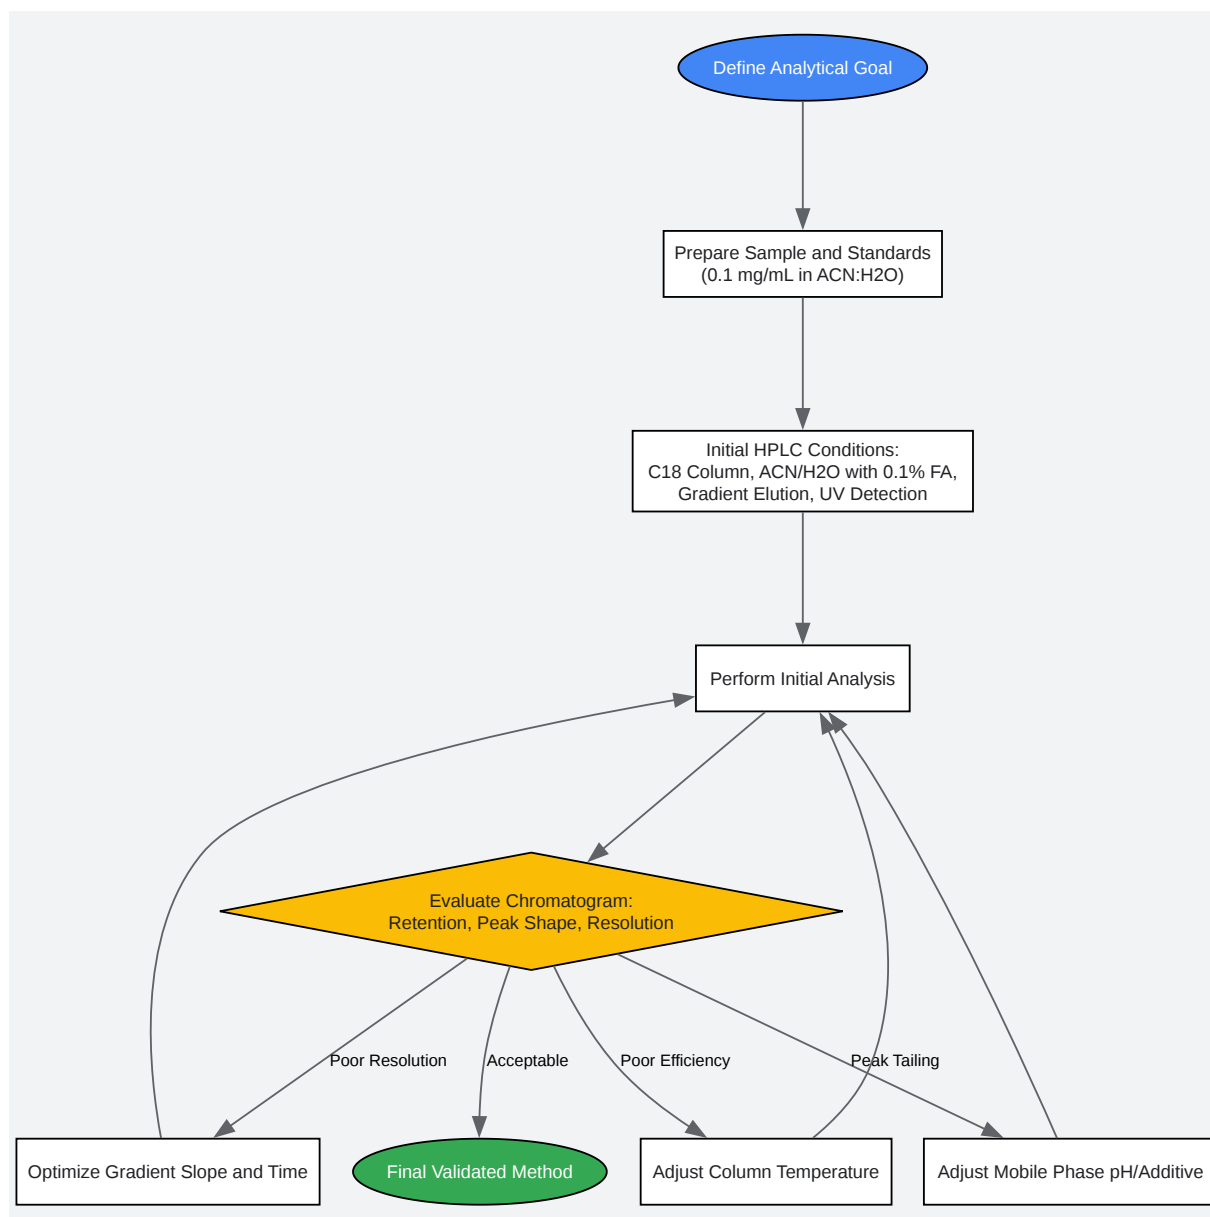 Define Analytical Goal
Prepare Sample and Standards
(0.1 mg/mL in ACN:H2O)
Initial HPLC Conditions:
C18 Column, ACN/H2O with 0.1% FA,
Gradient Elution, UV Detection
Perform Initial Analysis
Evaluate Chromatogram:
Retention, Peak Shape, Resolution
Poor Resolution
Acceptable
Poor Efficiency
Peak Tailing
Optimize Gradient Slope and Time
Final Validated Method
Adjust Column Temperature
Adjust Mobile Phase pH/Additive